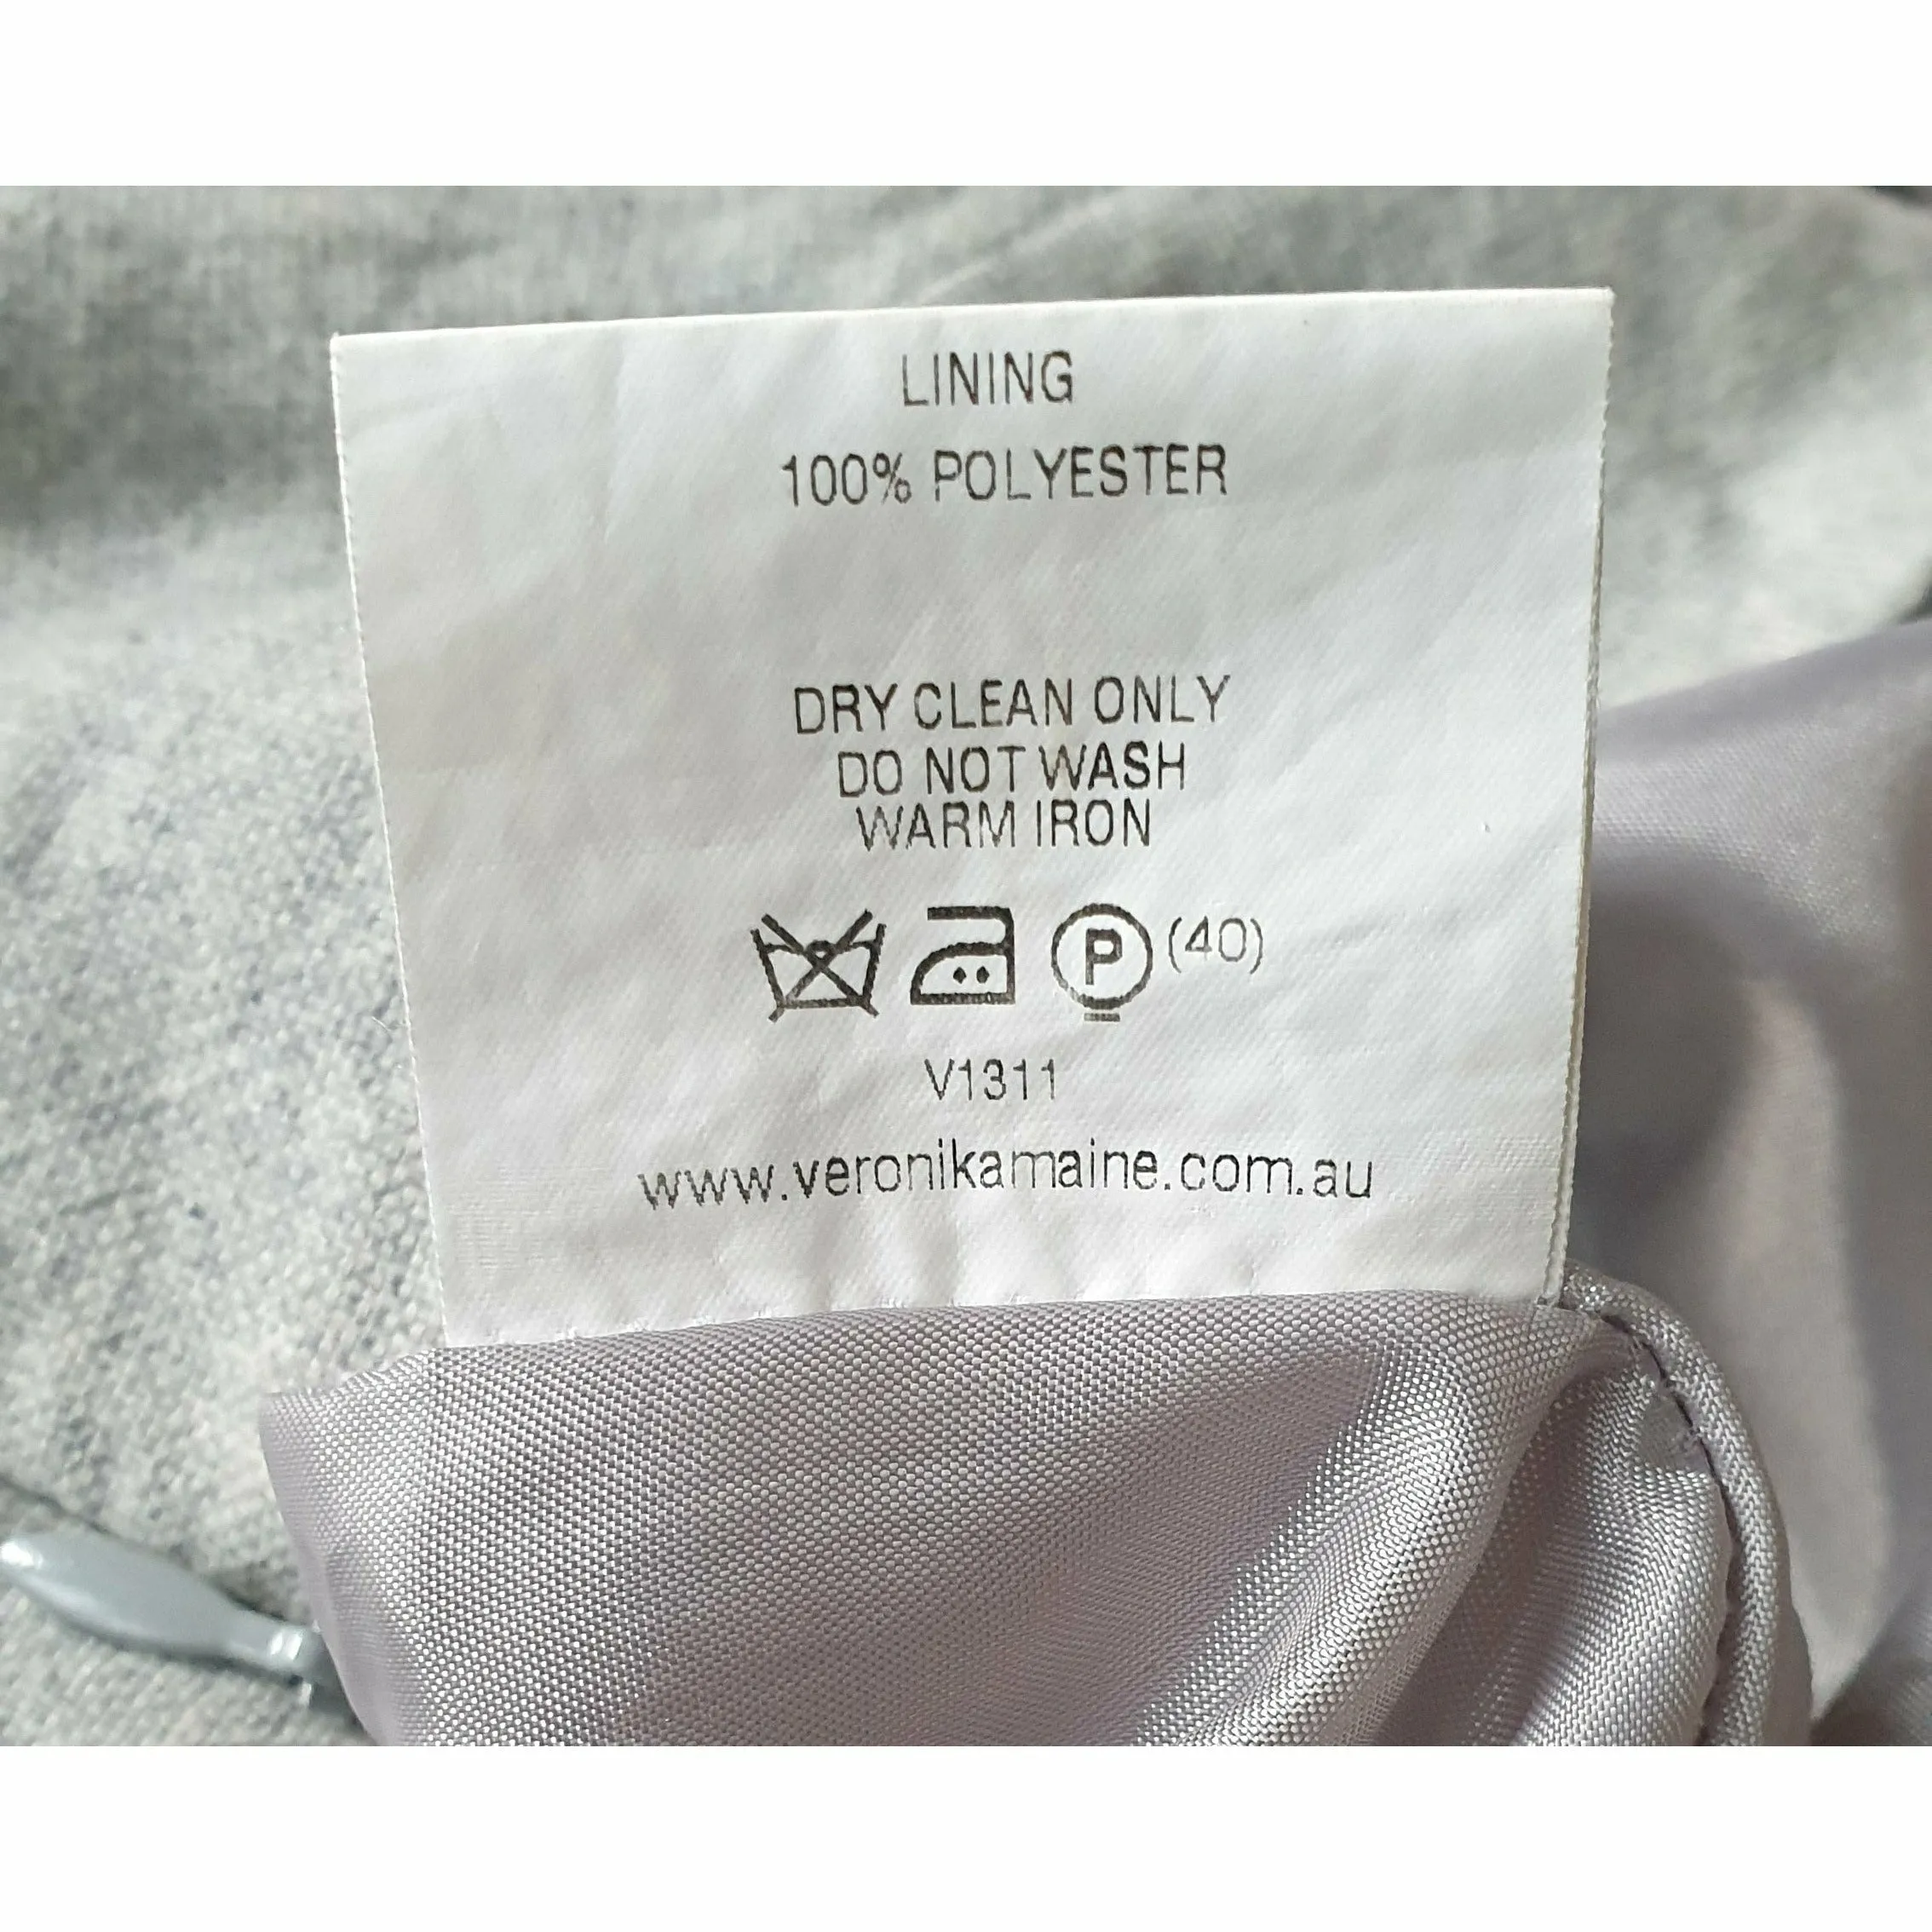 LINING
100% POLYESTER
DRY CLEAN ONLY
DO NOT WASH
WARM IRON
P (40)
V1311
www.veronikamaine.com.au